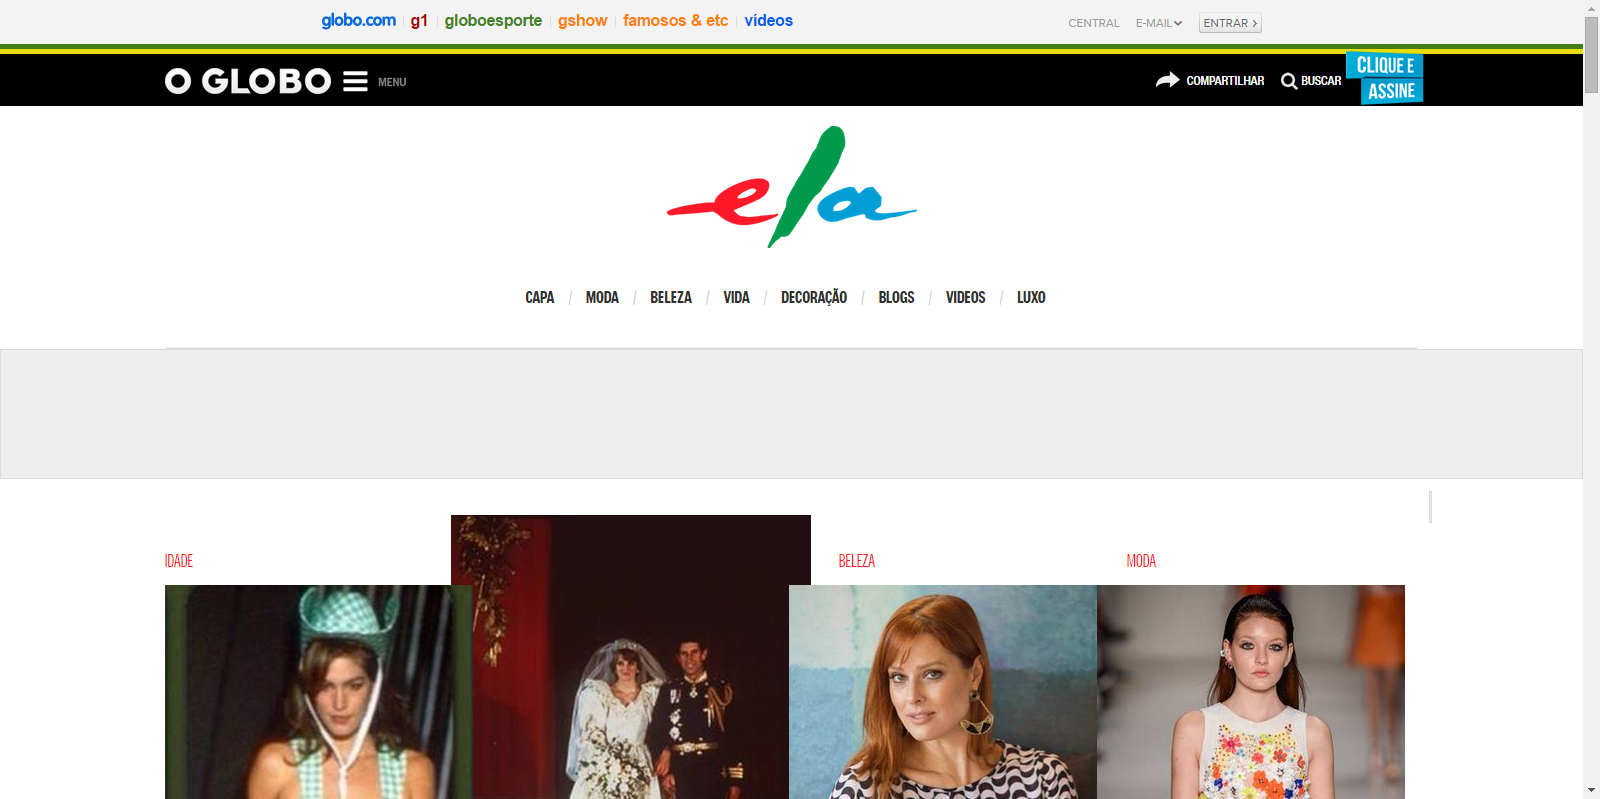 globo.com g1 globoesporte gshow famosos & etc vídeos CENTRAL E-MAIL ENTRAR
O GLOBO MENU COMPARTILHAR BUSCAR CLIQUE E
ASSINE
ela
CAPA / MODA / BELEZA / VIDA / DECORAÇÃO / BLOGS / VIDEOS / LUXO
IDADE BELEZA MODA